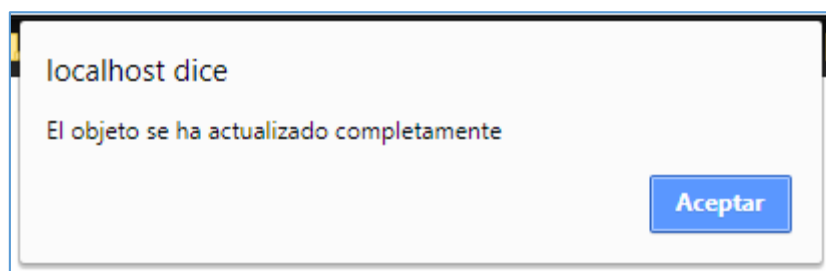 localhost dice
El objeto se ha actualizado completamente
Aceptar